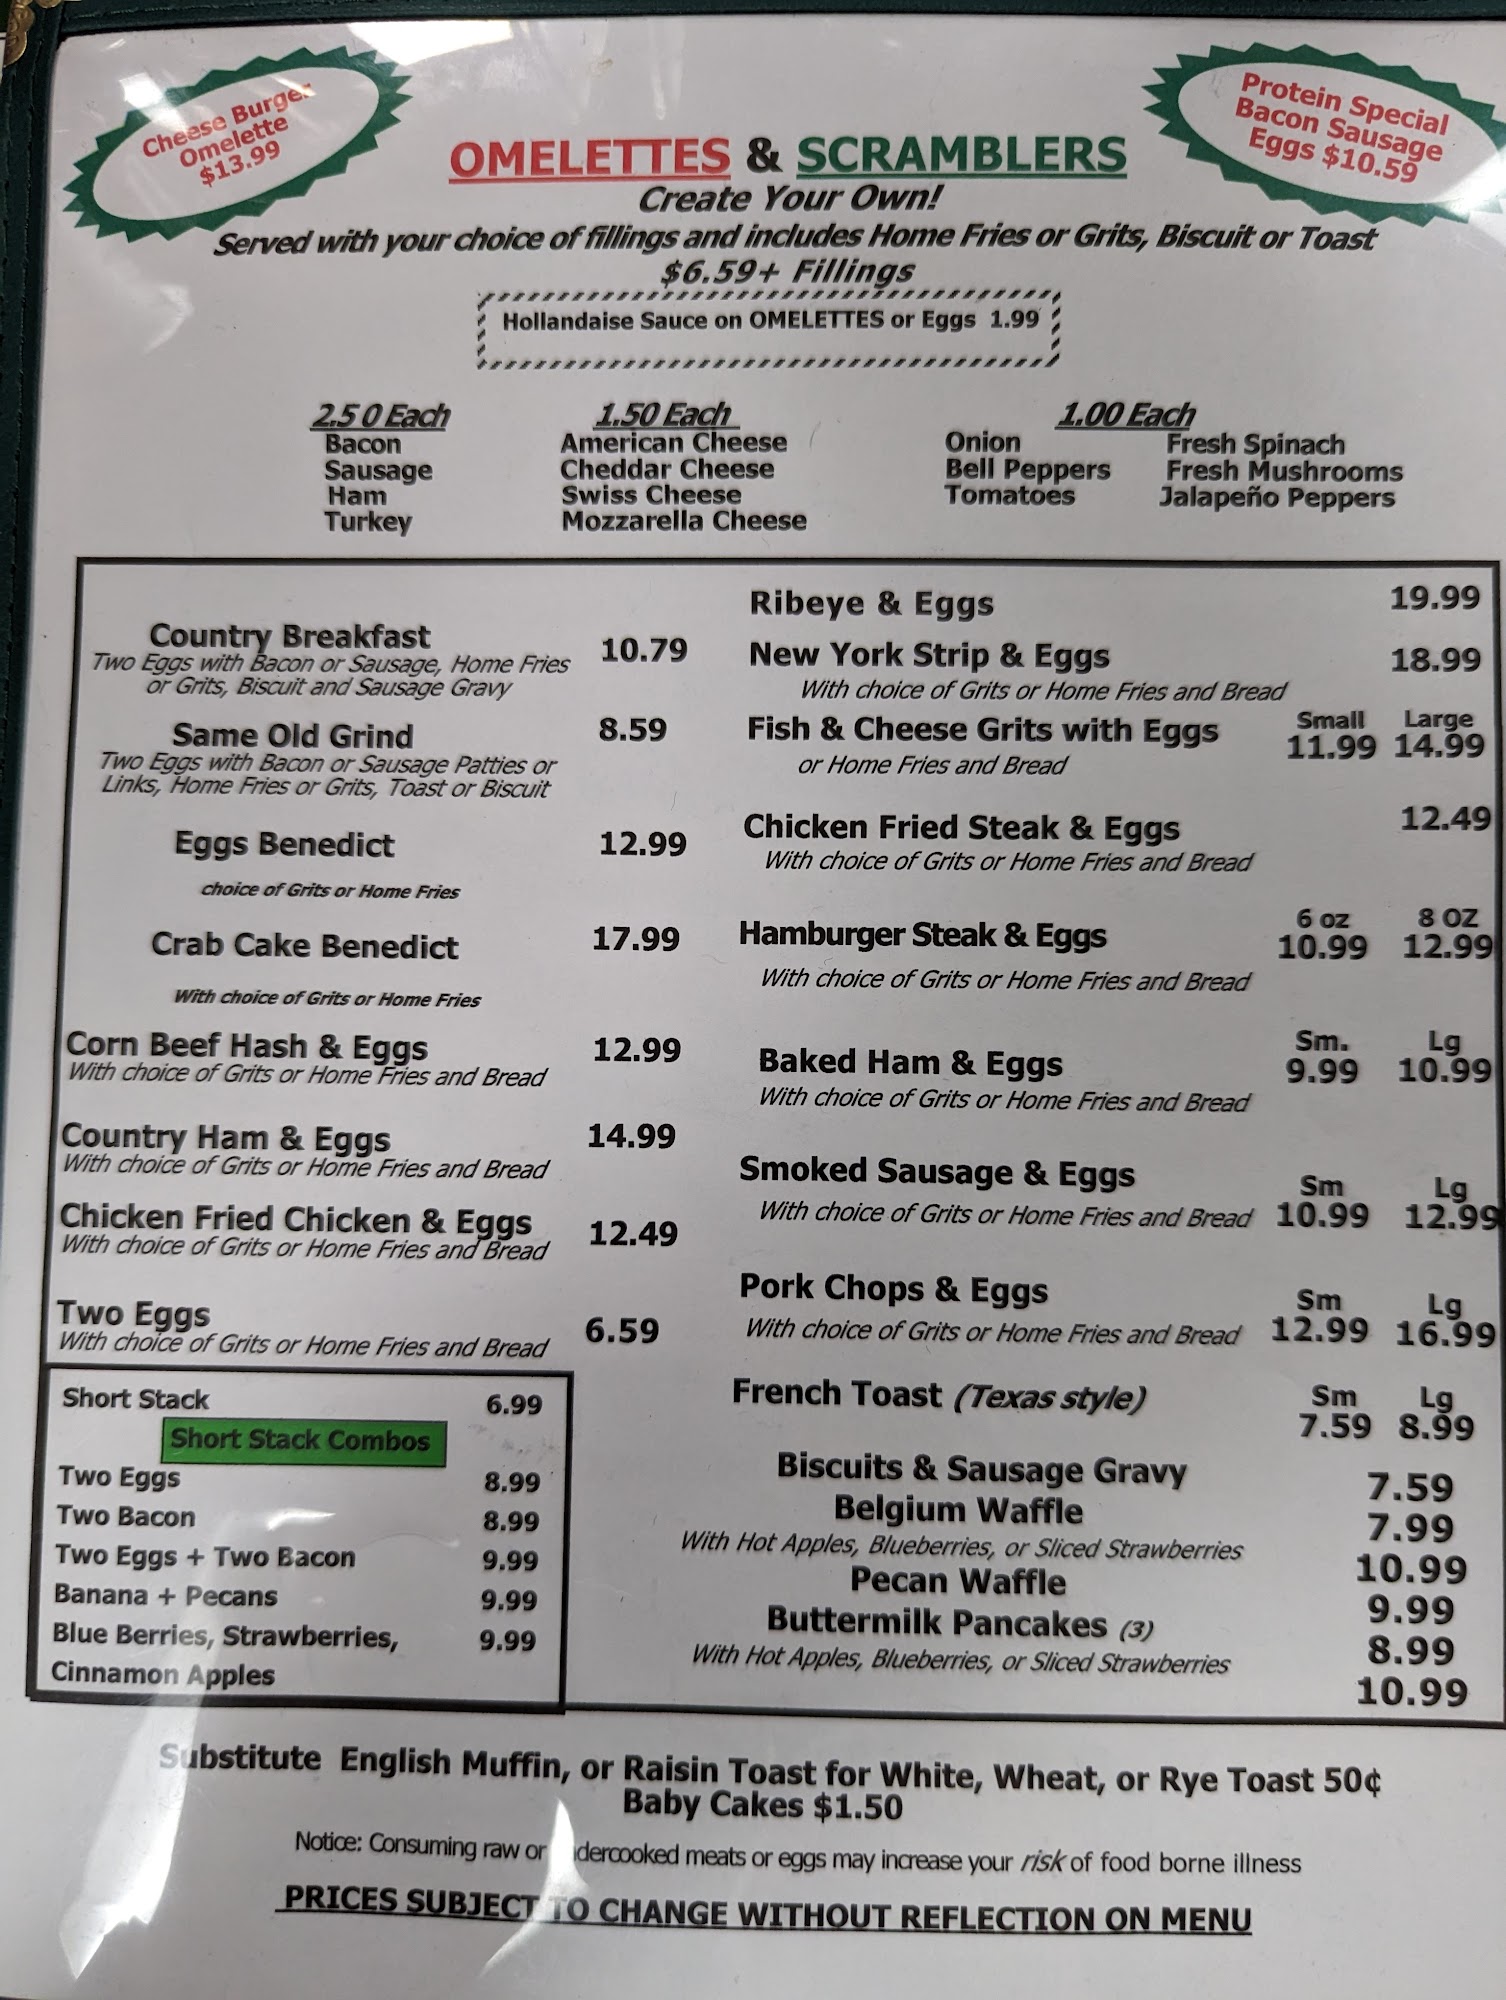 Cheese Burger
Omelette
$13.99
Protein Special
Bacon Sausage
Eggs $10.59
OMELETTES & SCRAMBLERS
Create Your Own!
Served with your choice of fillings and includes Home Fries or Grits, Biscuit or Toast
$6.59+ Fillings
Hollandaise Sauce on OMELETTES or Eggs 1.99
2.5 0 Each
Bacon
Sausage
Ham
Turkey
1.50 Each
American Cheese
Cheddar Cheese
Swiss Cheese
Mozzarella Cheese
1.00 Each
Onion Fresh Spinach
Bell Peppers Fresh Mushrooms
Tomatoes Jalapeño Peppers
Country Breakfast 10.79
Two Eggs with Bacon or Sausage, Home Fries
or Grits, Biscuit and Sausage Gravy
Same Old Grind 8.59
Two Eggs with Bacon or Sausage Patties or
Links, Home Fries or Grits, Toast or Biscuit
Eggs Benedict 12.99
choice of Grits or Home Fries
Crab Cake Benedict 17.99
With choice of Grits or Home Fries
Corn Beef Hash & Eggs 12.99
With choice of Grits or Home Fries and Bread
Country Ham & Eggs 14.99
With choice of Grits or Home Fries and Bread
Chicken Fried Chicken & Eggs 12.49
With choice of Grits or Home Fries and Bread
Two Eggs 6.59
With choice of Grits or Home Fries and Bread
Short Stack 6.99
Short Stack Combos
Two Eggs 8.99
Two Bacon 8.99
Two Eggs + Two Bacon 9.99
Banana + Pecans 9.99
Blue Berries, Strawberries, 9.99
Cinnamon Apples
Ribeye & Eggs 19.99
New York Strip & Eggs 18.99
With choice of Grits or Home Fries and Bread
Small Large
Fish & Cheese Grits with Eggs 11.99 14.99
or Home Fries and Bread
Chicken Fried Steak & Eggs 12.49
With choice of Grits or Home Fries and Bread
6 oz 8 OZ
Hamburger Steak & Eggs 10.99 12.99
With choice of Grits or Home Fries and Bread
Sm. Lg
Baked Ham & Eggs 9.99 10.99
With choice of Grits or Home Fries and Bread
Smoked Sausage & Eggs Sm Lg
With choice of Grits or Home Fries and Bread 10.99 12.99
Pork Chops & Eggs Sm Lg
With choice of Grits or Home Fries and Bread 12.99 16.99
French Toast (Texas style) Sm Lg
7.59 8.99
Biscuits & Sausage Gravy 7.59
Belgium Waffle 7.99
With Hot Apples, Blueberries, or Sliced Strawberries 10.99
Pecan Waffle 9.99
Buttermilk Pancakes (3) 8.99
With Hot Apples, Blueberries, or Sliced Strawberries 10.99
Substitute English Muffin, or Raisin Toast for White, Wheat, or Rye Toast 50¢
Baby Cakes $1.50
Notice: Consuming raw or undercooked meats or eggs may increase your risk of food borne illness
PRICES SUBJECT TO CHANGE WITHOUT REFLECTION ON MENU